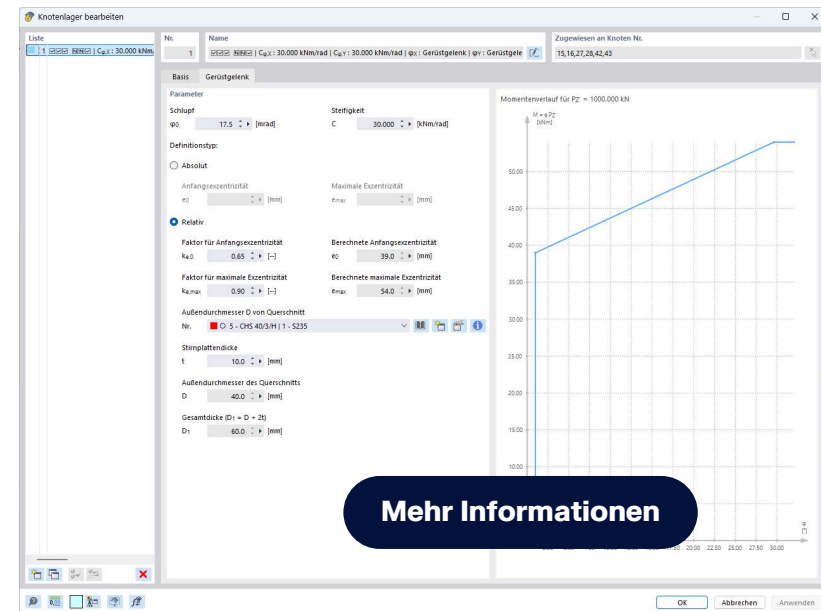 Knotenlager bearbeiten
Liste
1
C𝜑,X : 30.000 kNm,
Nr.
1
Name
| Cφ,X : 30.000 kNm/rad | Cφ,Y : 30.000 kNm/rad | φX : Gerüstgelenk | φY : Gerüstgele
Zugewiesen an Knoten Nr.
15,16,27,28,42,43
Basis Gerüstgelenk
Parameter
Schlupf Steifigkeit
φ0 17.5 [mrad] C 30.000 [kNm/rad]
Definitionstyp:
Absolut
Anfangsexzentrizität Maximale Exzentrizität
e0 [mm] emax [mm]
Relativ
Faktor für Anfangsexzentrizität Berechnete Anfangsexzentrizität
ke,0 0.65 [--] e0 39.0 [mm]
Faktor für maximale Exzentrizität Berechnete maximale Exzentrizität
ke,max 0.90 [--] emax 54.0 [mm]
Außendurchmesser D von Querschnitt
Nr. 5 - CHS 40/3/H | 1 - S235
Stirnplattendicke
t 10.0 [mm]
Außendurchmesser des Querschnitts
D 40.0 [mm]
Gesamtdicke (D1 = D + 2t)
D1 60.0 [mm]
Momentenverlauf für PZ' = 1000.000 kN
M = e.PZ'
[kNm]
50.00
45.00
40.00
35.00
30.00
25.00
20.00
15.00
10.00
φ
20.00 22.50 25.00 27.50 30.00
Mehr Informationen
OK Abbrechen Anwenden